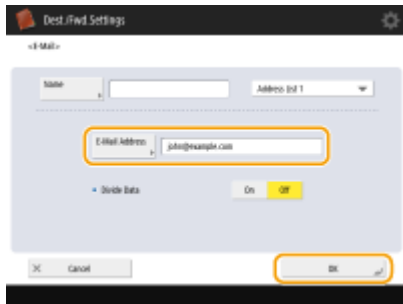 Dest./Fwd.Settings
<E-Mail>
Name
Address List 1
E-Mail Address
john@example.com
Divide Data
On
Off
Cancel
OK